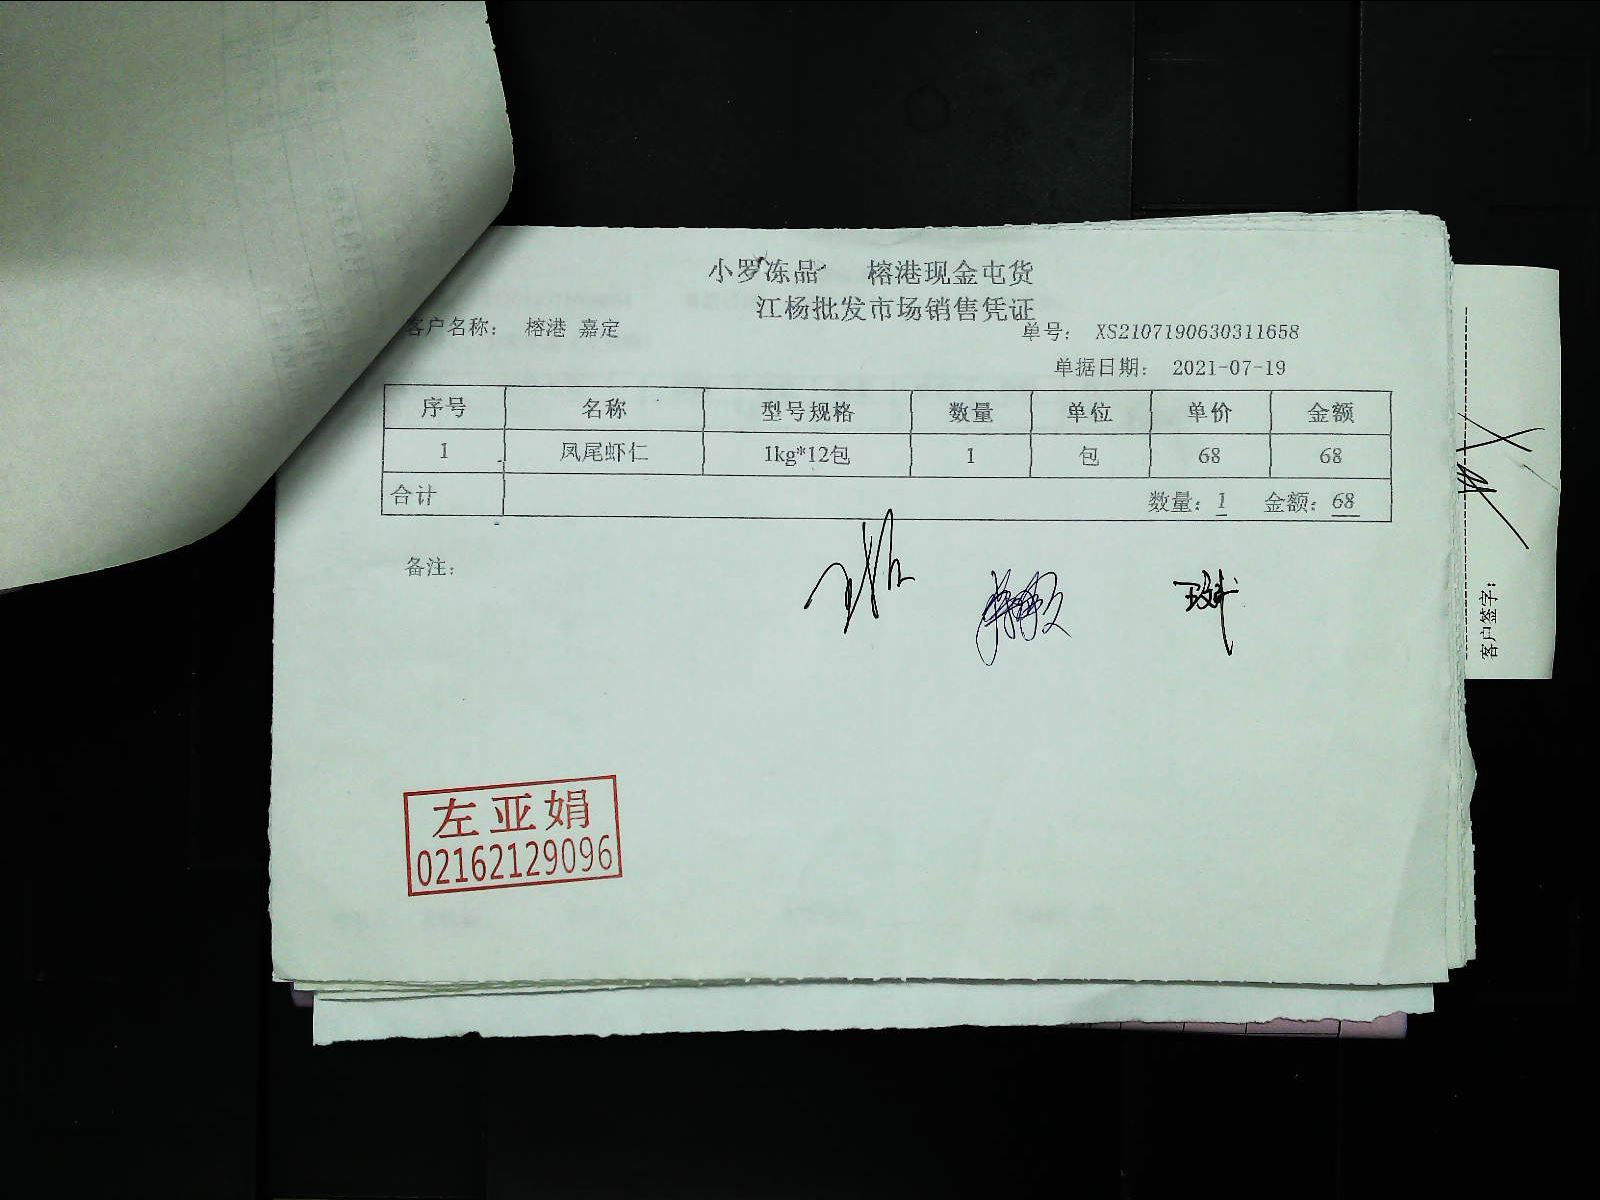 小罗冻品 榕港现金屯货
江杨批发市场销售凭证
客户名称: 榕港 嘉定 单号: XS2107190630311658
单据日期: 2021-07-19
序号 名称 型号规格 数量 单位 单价 金额
1 凤尾虾仁 1kg*12包 1 包 68 68
合计 数量: 1 金额: 68
备注:
左亚娟
02162129096
客户签字: